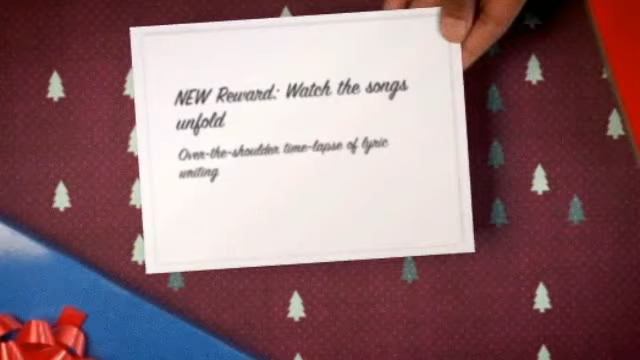 NEW Reward: Watch the songs
unfold
Over-the-shoulder time-lapse of lyric
writing